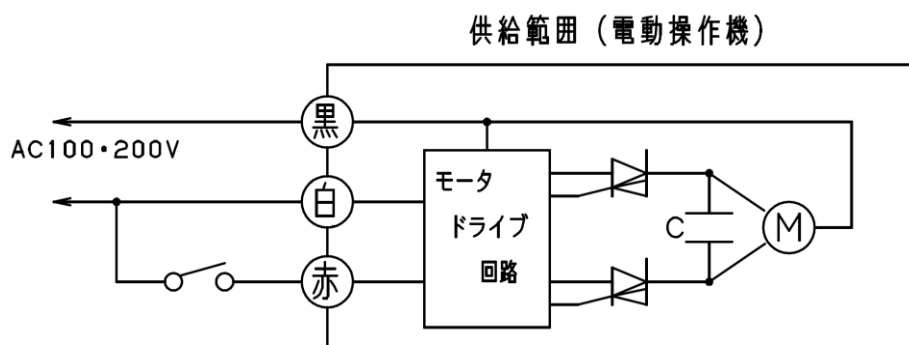 供給範囲（電動操作機）
黒
AC100・200V
白
モータ
ドライブ
回路
C
M
赤